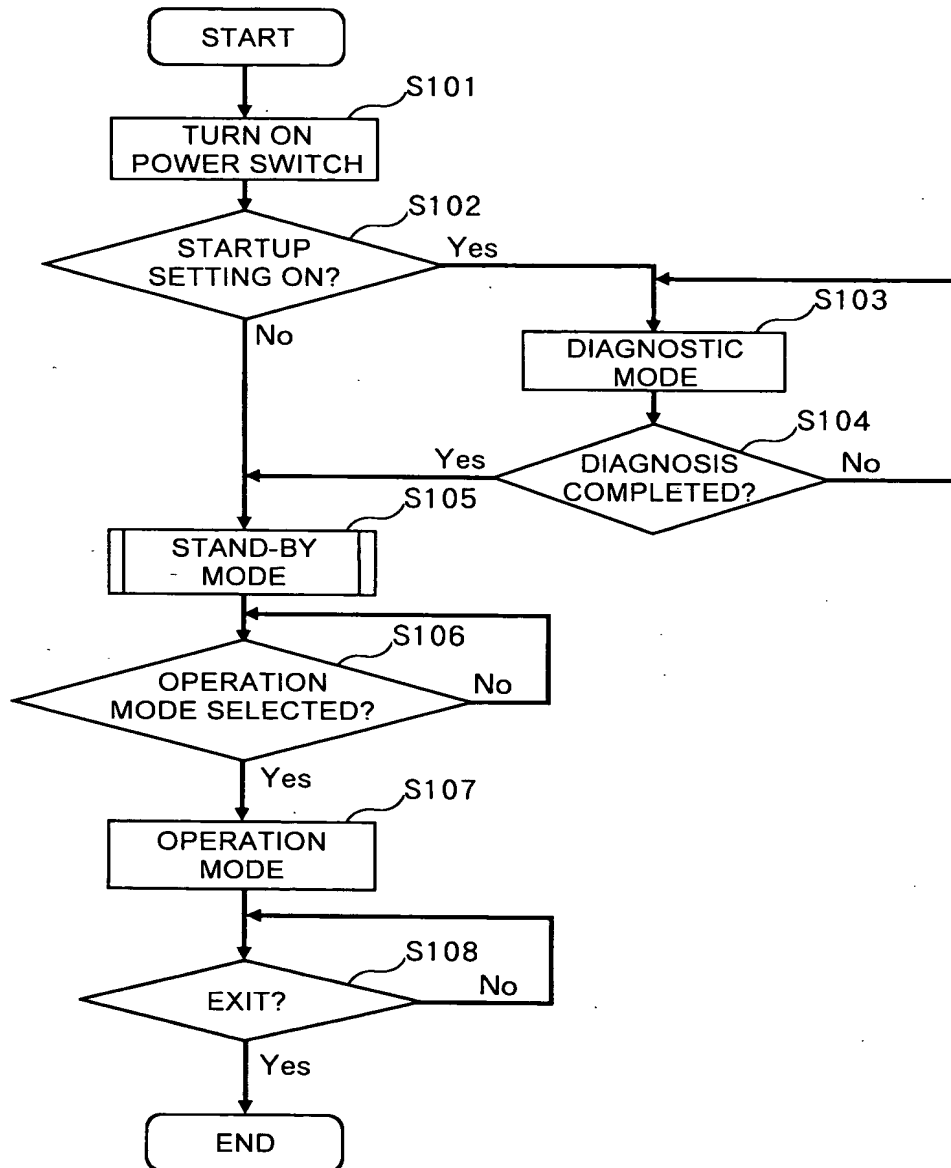 START
S101
TURN ON
POWER SWITCH
S102
STARTUP
SETTING ON?
Yes
No
S103
DIAGNOSTIC
MODE
S104
DIAGNOSIS
COMPLETED?
Yes
No
S105
STAND-BY
MODE
S106
OPERATION
MODE SELECTED?
No
Yes
S107
OPERATION
MODE
S108
EXIT?
No
Yes
END